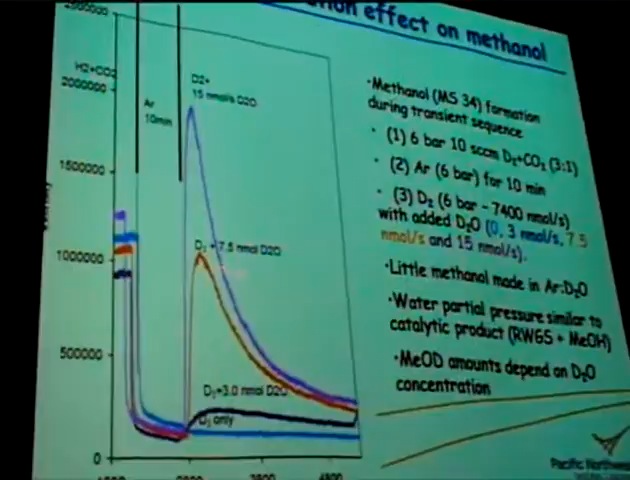 effect on methanol
2000000
1500000
1000000
500000
0
H2+CO2
Ar
10min
D2+
15 nmol/s D2O
D2 + 7.5 nmol D2O
D2+3.0 nmol D2O
D2 only
•Methanol (MS 34) formation
during transient sequence
• (1) 6 bar 10 sccm D2+CO2 (3:1)
• (2) Ar (6 bar) for 10 min
• (3) D2 (6 bar – 7400 nmol/s)
with added D2O (0, 3 nmol/s, 7.5
nmol/s and 15 nmol/s).
•Little methanol made in Ar:D2O
•Water partial pressure similar to
catalytic product (RWGS + MeOH)
•MeOD amounts depend on D2O
concentration
Pacific Northwest